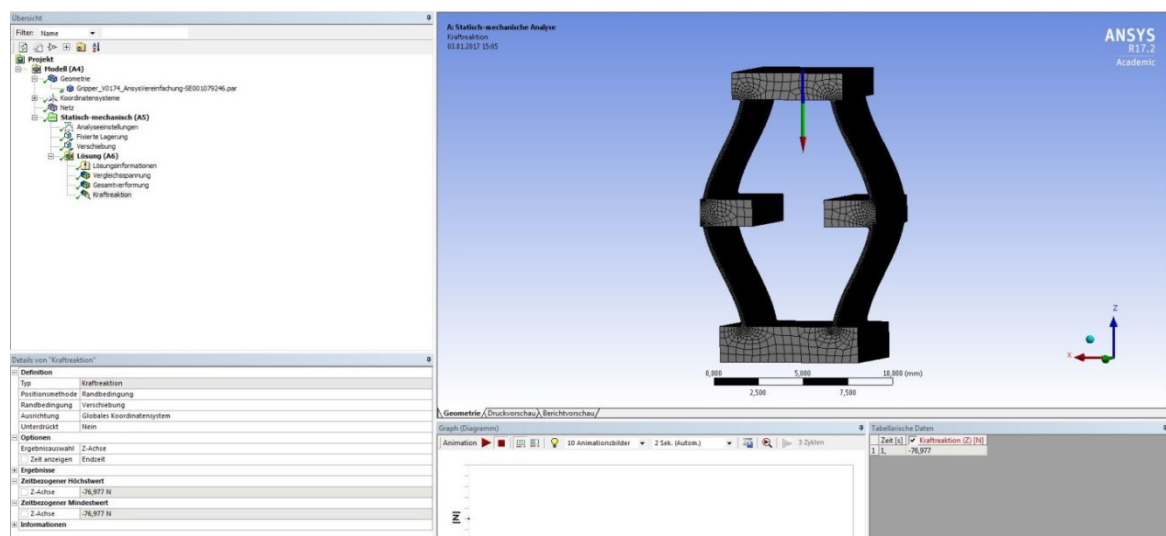 Übersicht
Filter: Name
Projekt
Modell (A4)
Geometrie
Gripper_V0174_AnsysVereinfachung-SE001079246.par
Koordinatensysteme
Netz
Statisch-mechanisch (A5)
Analyseeinstellungen
Fixierte Lagerung
Verschiebung
Lösung (A6)
Lösungsinformationen
Vergleichsspannung
Gesamtverformung
Kraftreaktion
Details von "Kraftreaktion"
Definition
Typ Kraftreaktion
Positionsmethode Randbedingung
Randbedingung Verschiebung
Ausrichtung Globales Koordinatensystem
Unterdrückt Nein
Optionen
Ergebnisauswahl Z-Achse
Zeit anzeigen Endzeit
Ergebnisse
Zeitbezogener Höchstwert
Z-Achse -76,977 N
Zeitbezogener Mindestwert
Z-Achse -76,977 N
Informationen
A: Statisch-mechanische Analyse
Kraftreaktion
03.01.2017 15:05
ANSYS
R17.2
Academic
Z
X
0,000 5,000 10,000 (mm)
2,500 7,500
Geometrie Druckvorschau Berichtvorschau
Graph (Diagramm)
Animation 10 Animationsbilder 2 Sek. (Autom.) 3 Zyklen
[N]
Tabellarische Daten
Zeit [s] Kraftreaktion (Z) [N]
1 1, -76,977